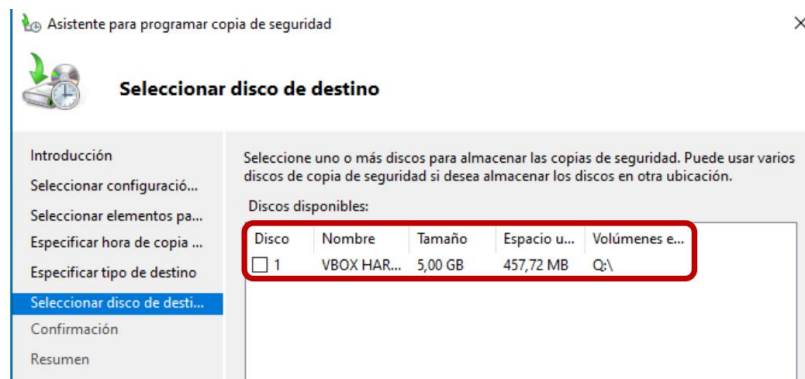 Asistente para programar copia de seguridad
Seleccionar disco de destino
Introducción
Seleccionar configuració...
Seleccionar elementos pa...
Especificar hora de copia ...
Especificar tipo de destino
Seleccionar disco de desti...
Confirmación
Resumen
Seleccione uno o más discos para almacenar las copias de seguridad. Puede usar varios
discos de copia de seguridad si desea almacenar los discos en otra ubicación.
Discos disponibles:
Disco Nombre Tamaño Espacio u... Volúmenes e...
1 VBOX HAR... 5,00 GB 457,72 MB Q:\